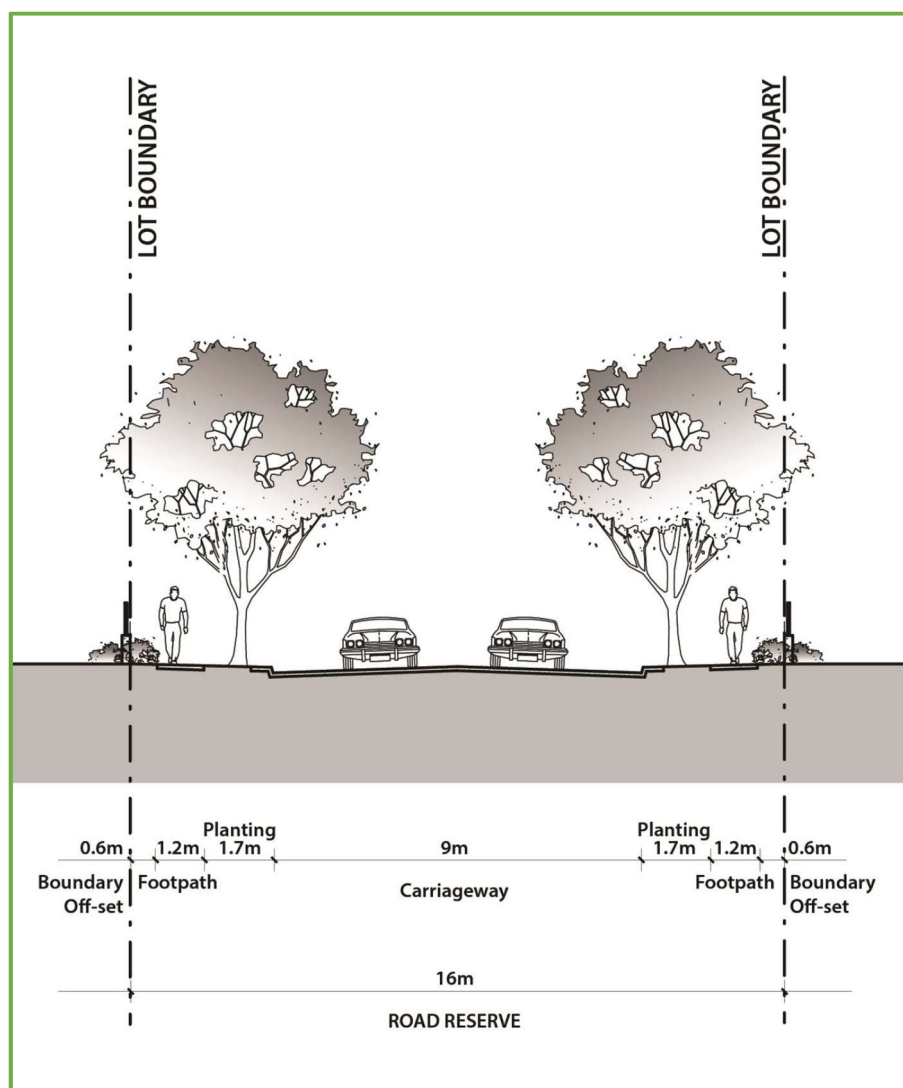 LOT BOUNDARY
LOT BOUNDARY
Planting
Planting
0.6m 1.2m 1.7m 9m 1.7m 1.2m 0.6m
Boundary Footpath Carriageway Footpath Boundary
Off-set Off-set
16m
ROAD RESERVE